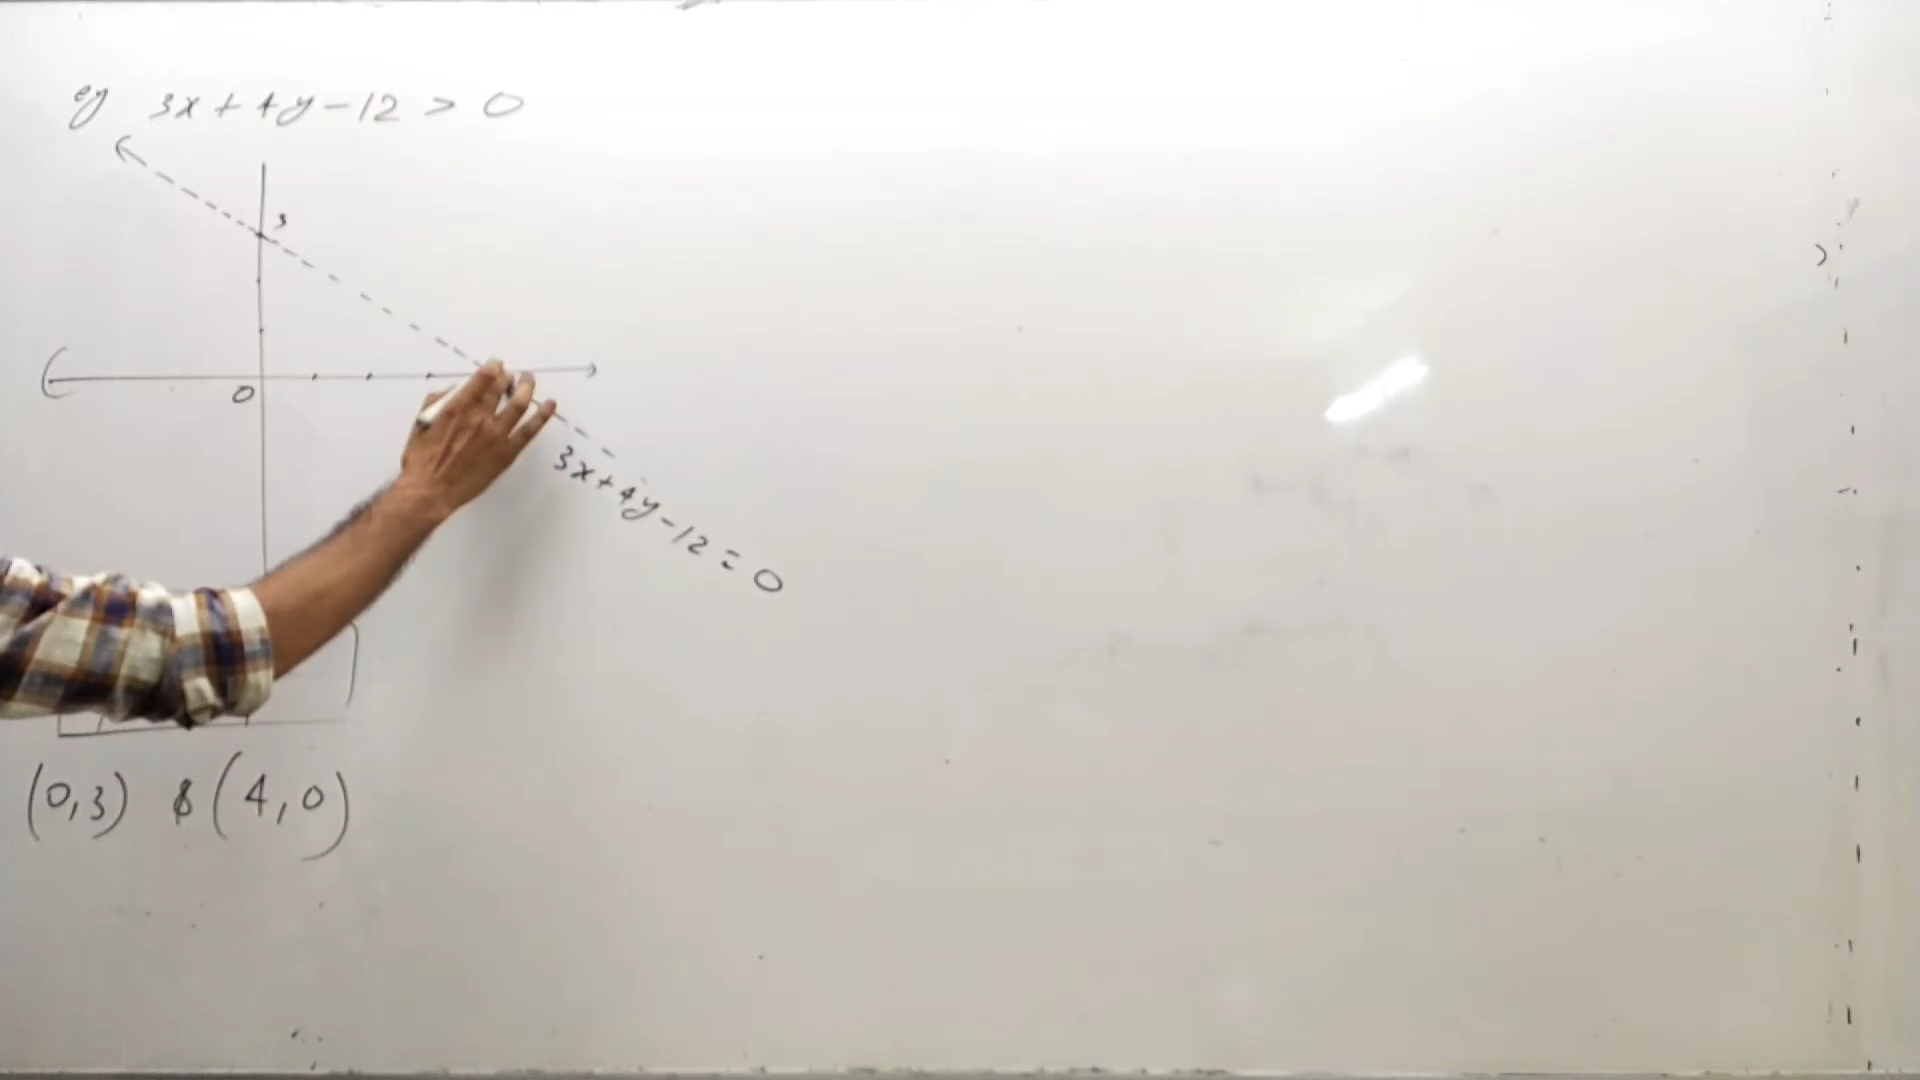 eg 3x + 4y - 12 > 0
3
0
3x + 4y - 12 = 0
(0,3) & (4,0)